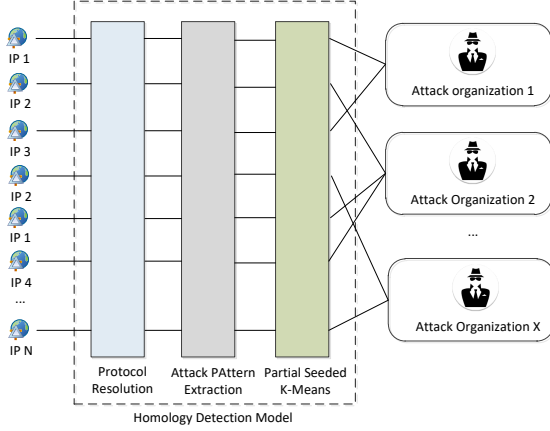 IP 1
IP 2
IP 3
IP 2
IP 1
IP 4
...
IP N
Protocol
Resolution
Attack PAttern
Extraction
Partial Seeded
K-Means
Homology Detection Model
Attack organization 1
Attack Organization 2
...
Attack Organization X